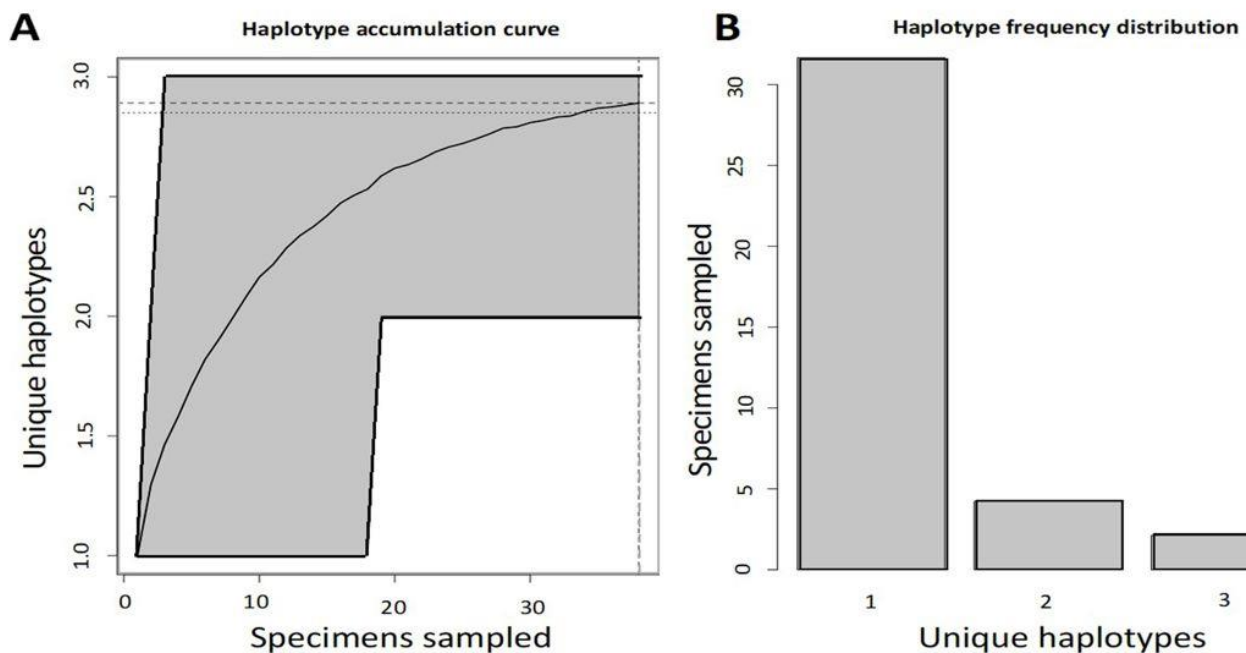 A
Haplotype accumulation curve
Unique haplotypes
3.0
2.5
2.0
1.5
1.0
0 10 20 30
Specimens sampled
B
Haplotype frequency distribution
Specimens sampled
30
25
20
15
10
5
0
1 2 3
Unique haplotypes